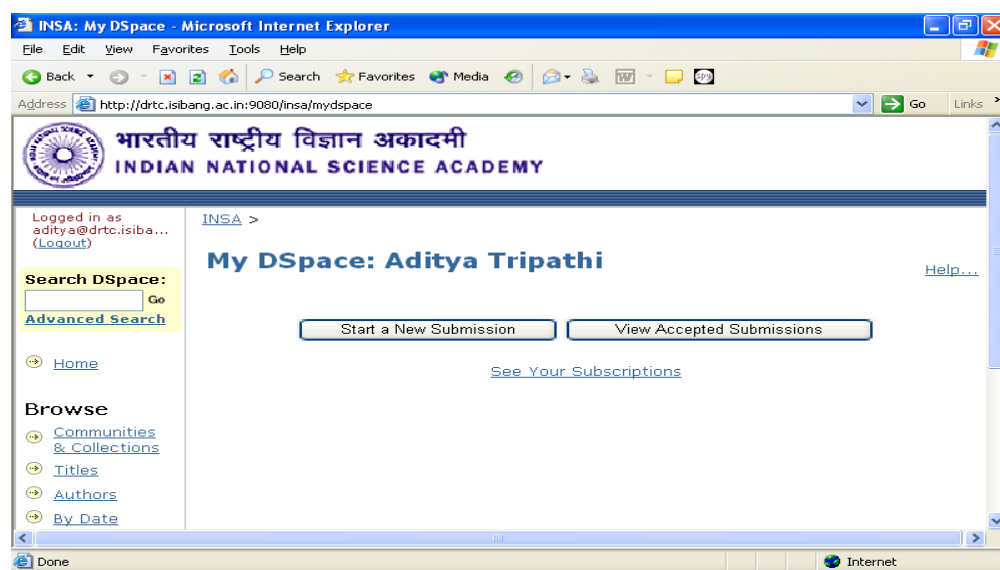 INSA: My DSpace - Microsoft Internet Explorer
File Edit View Favorites Tools Help
Back Search Favorites Media
Address http://drtc.isibang.ac.in:9080/insa/mydspace Go Links
भारतीय राष्ट्रीय विज्ञान अकादमी
INDIAN NATIONAL SCIENCE ACADEMY
Logged in as
aditya@drtc.isiba...
(Logout)
INSA >
My DSpace: Aditya Tripathi
Help...
Search DSpace:
Go
Advanced Search
Start a New Submission View Accepted Submissions
See Your Subscriptions
Home
Browse
Communities
& Collections
Titles
Authors
By Date
Done Internet